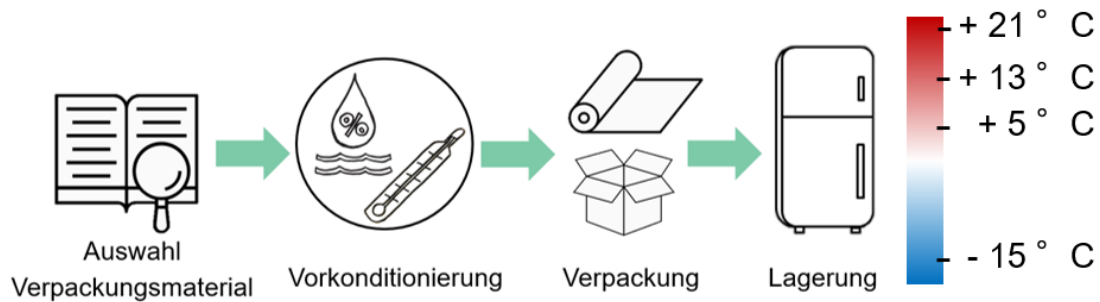 + 21 ° C
+ 13 ° C
+ 5 ° C
- 15 ° C
%
Auswahl
Verpackungsmaterial
Vorkonditionierung
Verpackung
Lagerung